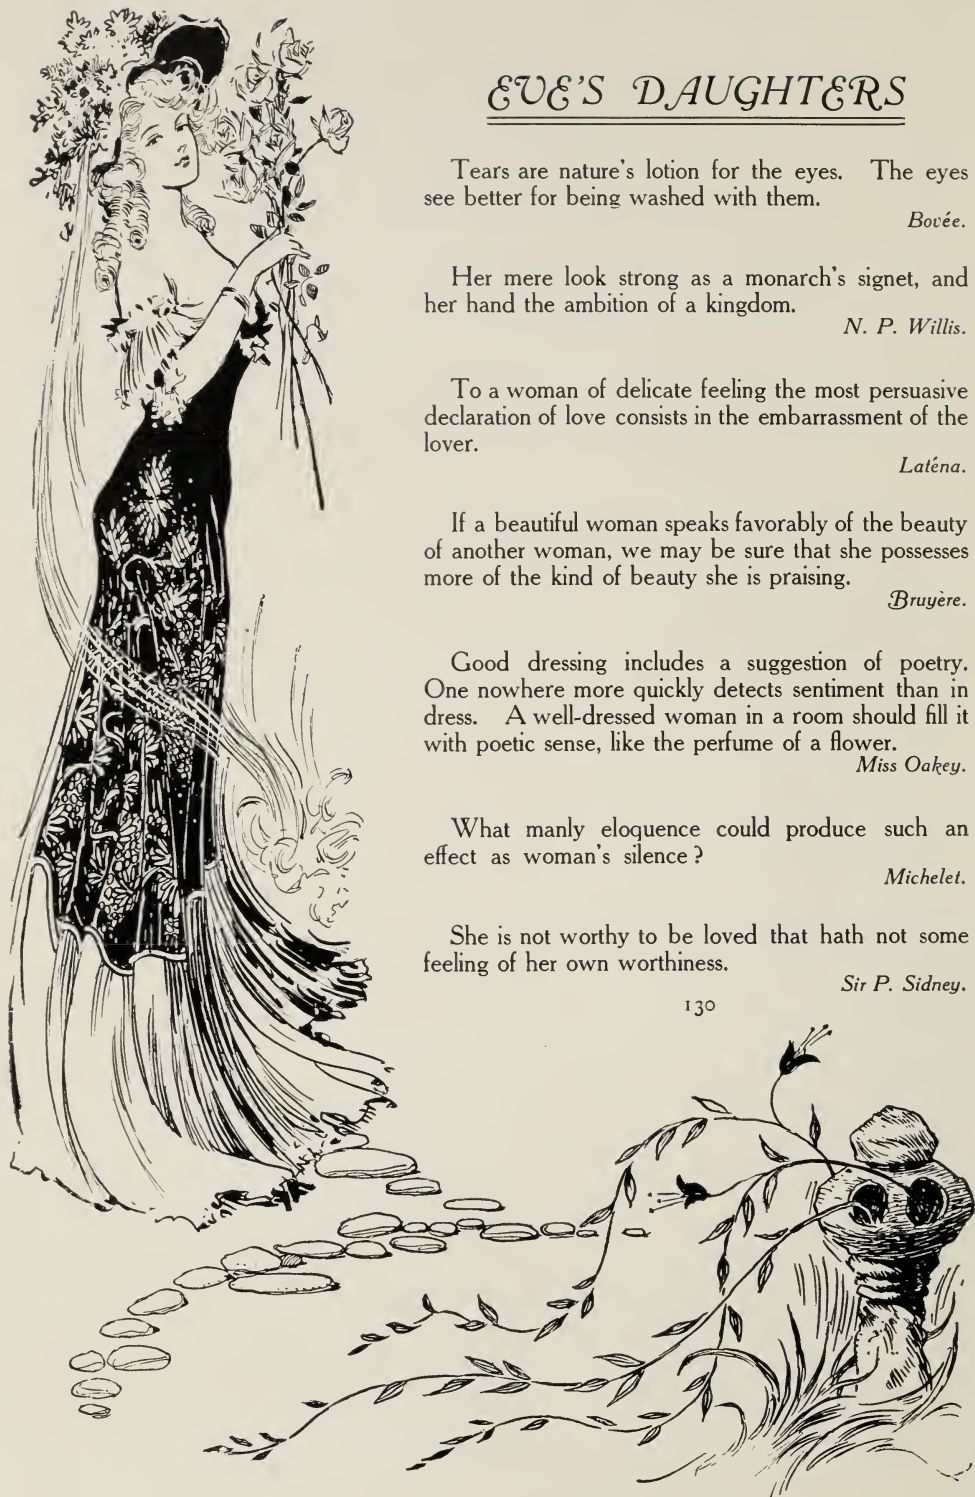 EVE'S DAUGHTERS
Tears are nature's lotion for the eyes. The eyes
see better for being washed with them.
Bovée.
Her mere look strong as a monarch's signet, and
her hand the ambition of a kingdom.
N. P. Willis.
To a woman of delicate feeling the most persuasive
declaration of love consists in the embarrassment of the
lover.
Laténa.
If a beautiful woman speaks favorably of the beauty
of another woman, we may be sure that she possesses
more of the kind of beauty she is praising.
Bruyère.
Good dressing includes a suggestion of poetry.
One nowhere more quickly detects sentiment than in
dress. A well-dressed woman in a room should fill it
with poetic sense, like the perfume of a flower.
Miss Oakey.
What manly eloquence could produce such an
effect as woman's silence?
Michelet.
She is not worthy to be loved that hath not some
feeling of her own worthiness.
Sir P. Sidney.
130